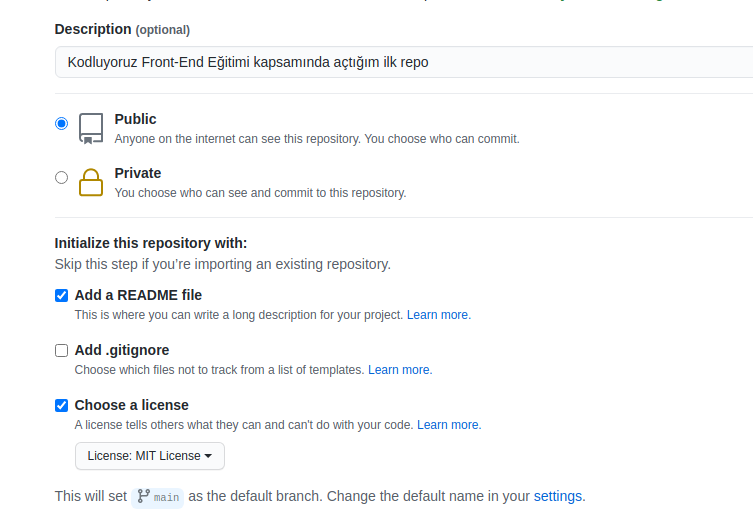 Description (optional)
Kodluyoruz Front-End Eğitimi kapsamında açtığım ilk repo
Public
Anyone on the internet can see this repository. You choose who can commit.
Private
You choose who can see and commit to this repository.
Initialize this repository with:
Skip this step if you’re importing an existing repository.
Add a README file
This is where you can write a long description for your project. Learn more.
Add .gitignore
Choose which files not to track from a list of templates. Learn more.
Choose a license
A license tells others what they can and can't do with your code. Learn more.
License: MIT License
This will set main as the default branch. Change the default name in your settings.